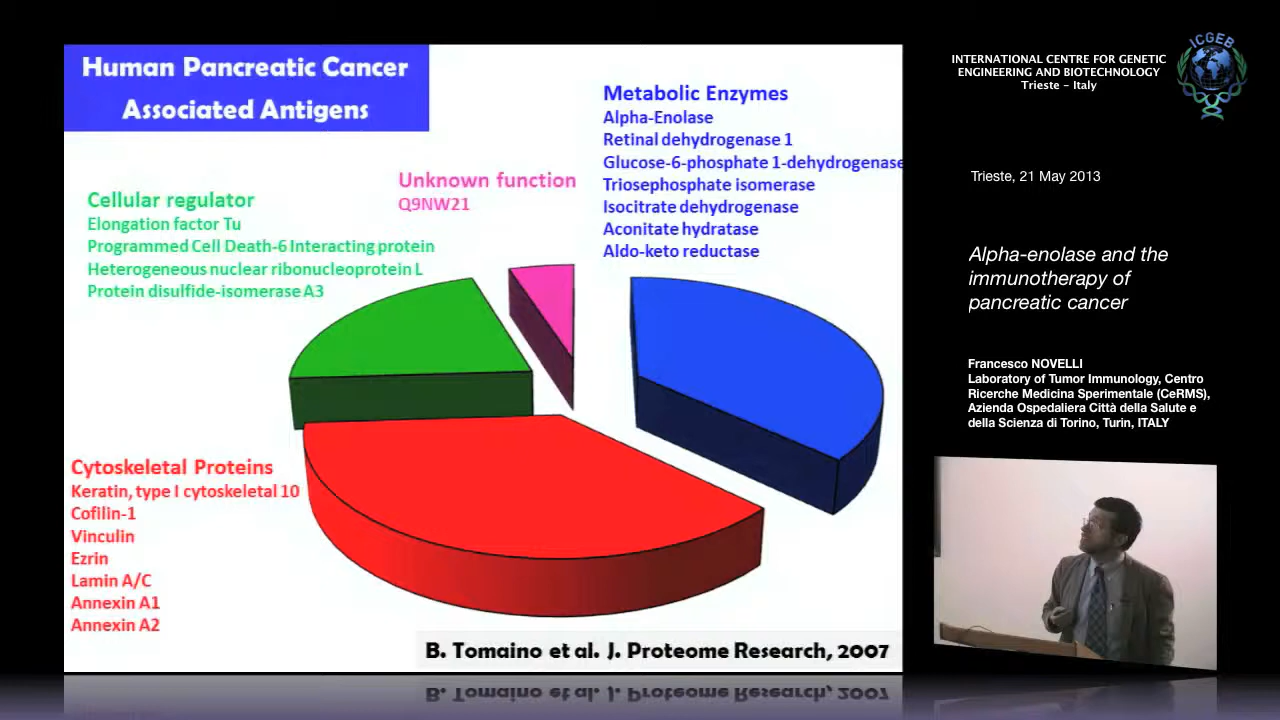 Human Pancreatic Cancer
Associated Antigens
Metabolic Enzymes
Alpha-Enolase
Retinal dehydrogenase 1
Glucose-6-phosphate 1-dehydrogenase
Triosephosphate isomerase
Isocitrate dehydrogenase
Aconitate hydratase
Aldo-keto reductase
Unknown function
Q9NW21
Cellular regulator
Elongation factor Tu
Programmed Cell Death-6 Interacting protein
Heterogeneous nuclear ribonucleoprotein L
Protein disulfide-isomerase A3
Cytoskeletal Proteins
Keratin, type I cytoskeletal 10
Cofilin-1
Vinculin
Ezrin
Lamin A/C
Annexin A1
Annexin A2
B. Tomaino et al. J. Proteome Research, 2007
INTERNATIONAL CENTRE FOR GENETIC
ENGINEERING AND BIOTECHNOLOGY
Trieste - Italy
ICGEB
Trieste, 21 May 2013
Alpha-enolase and the
immunotherapy of
pancreatic cancer
Francesco NOVELLI
Laboratory of Tumor Immunology, Centro
Ricerche Medicina Sperimentale (CeRMS),
Azienda Ospedaliera Città della Salute e
della Scienza di Torino, Turin, ITALY